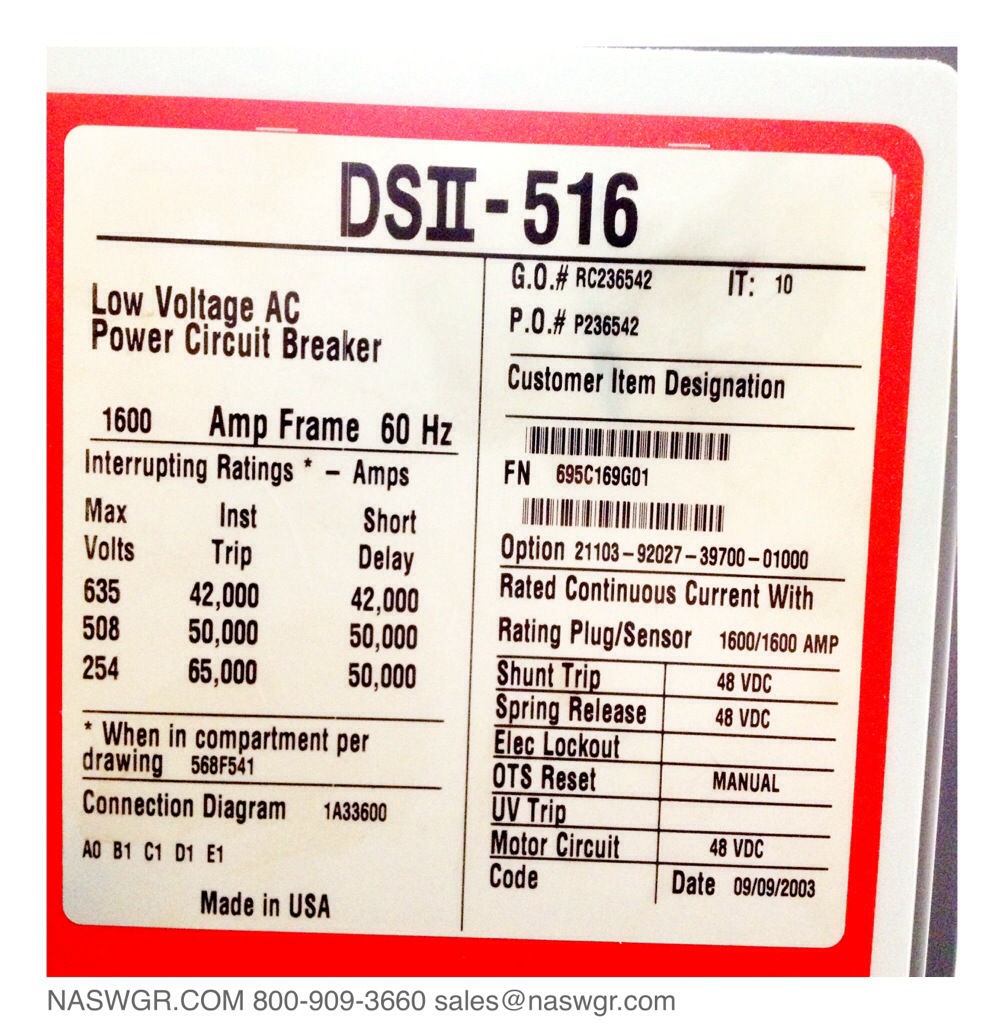 DSII-516
Low Voltage AC
Power Circuit Breaker
1600 Amp Frame 60 Hz
Interrupting Ratings * - Amps
Max Inst Short
Volts Trip Delay
635 42,000 42,000
508 50,000 50,000
254 65,000 50,000
* When in compartment per
drawing 568F541
Connection Diagram 1A33600
A0 B1 C1 D1 E1
Made in USA
G.O.# RC236542 IT: 10
P.O.# P236542
Customer Item Designation
FN 695C169G01
Option 21103-92027-39700-01000
Rated Continuous Current With
Rating Plug/Sensor 1600/1600 AMP
Shunt Trip 48 VDC
Spring Release 48 VDC
Elec Lockout
OTS Reset MANUAL
UV Trip
Motor Circuit 48 VDC
Code Date 09/09/2003
NASWGR.COM 800-909-3660 sales@naswgr.com